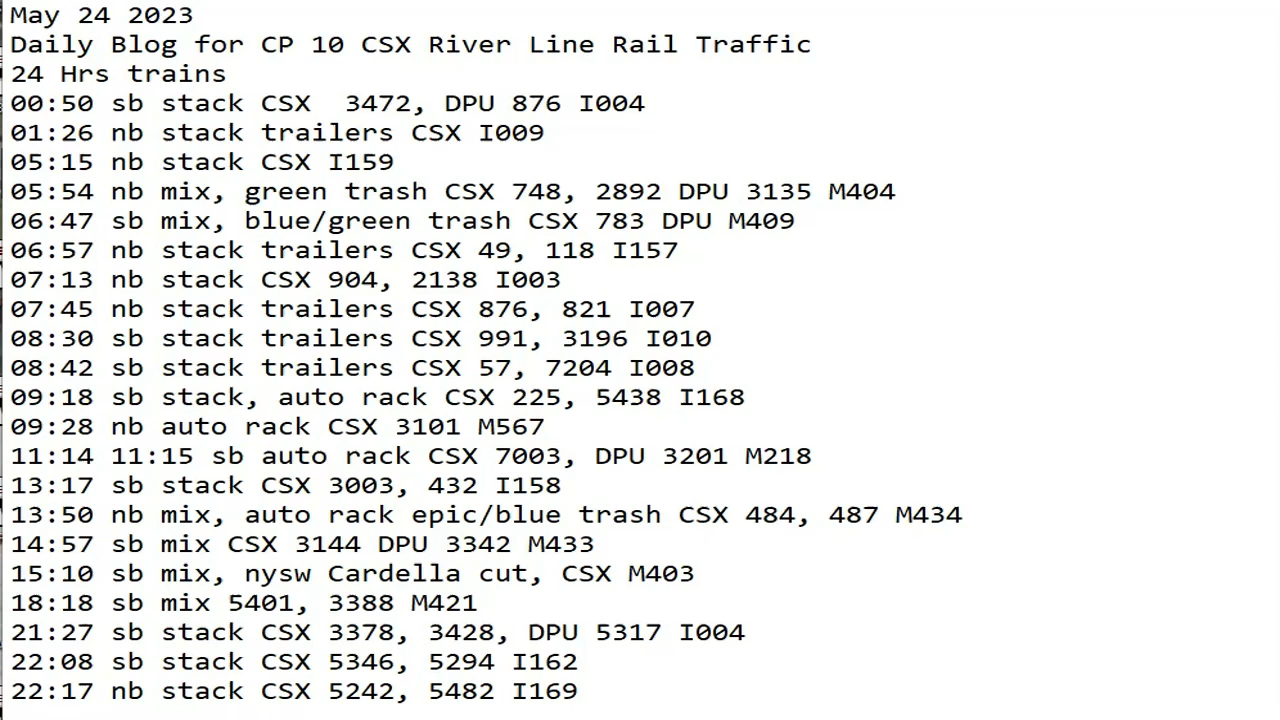 May 24 2023
Daily Blog for CP 10 CSX River Line Rail Traffic
24 Hrs trains
00:50 sb stack CSX  3472, DPU 876 I004
01:26 nb stack trailers CSX I009
05:15 nb stack CSX I159
05:54 nb mix, green trash CSX 748, 2892 DPU 3135 M404
06:47 sb mix, blue/green trash CSX 783 DPU M409
06:57 nb stack trailers CSX 49, 118 I157
07:13 nb stack CSX 904, 2138 I003
07:45 nb stack trailers CSX 876, 821 I007
08:30 sb stack trailers CSX 991, 3196 I010
08:42 sb stack trailers CSX 57, 7204 I008
09:18 sb stack, auto rack CSX 225, 5438 I168
09:28 nb auto rack CSX 3101 M567
11:14 11:15 sb auto rack CSX 7003, DPU 3201 M218
13:17 sb stack CSX 3003, 432 I158
13:50 nb mix, auto rack epic/blue trash CSX 484, 487 M434
14:57 sb mix CSX 3144 DPU 3342 M433
15:10 sb mix, nysw Cardella cut, CSX M403
18:18 sb mix 5401, 3388 M421
21:27 sb stack CSX 3378, 3428, DPU 5317 I004
22:08 sb stack CSX 5346, 5294 I162
22:17 nb stack CSX 5242, 5482 I169